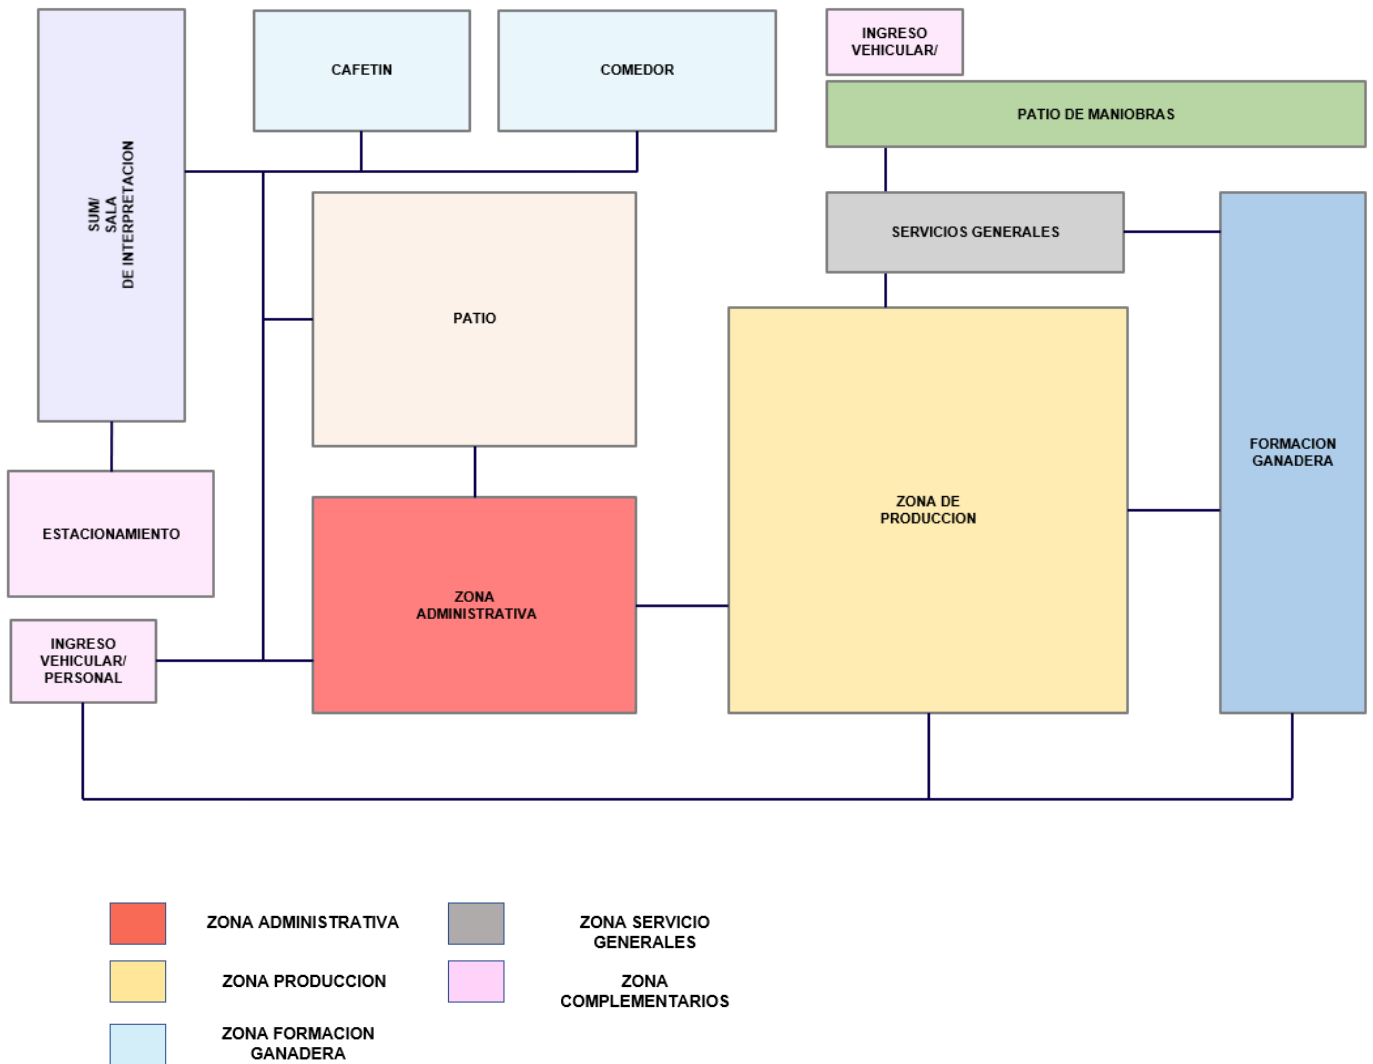 CAFETIN
COMEDOR
INGRESO
VEHICULAR/
PATIO DE MANIOBRAS
SUM/
SALA
DE INTERPRETACION
SERVICIOS GENERALES
PATIO
FORMACION
GANADERA
ZONA DE
PRODUCCION
ESTACIONAMIENTO
ZONA
ADMINISTRATIVA
INGRESO
VEHICULAR/
PERSONAL
ZONA ADMINISTRATIVA
ZONA SERVICIO
GENERALES
ZONA PRODUCCION
ZONA
COMPLEMENTARIOS
ZONA FORMACION
GANADERA